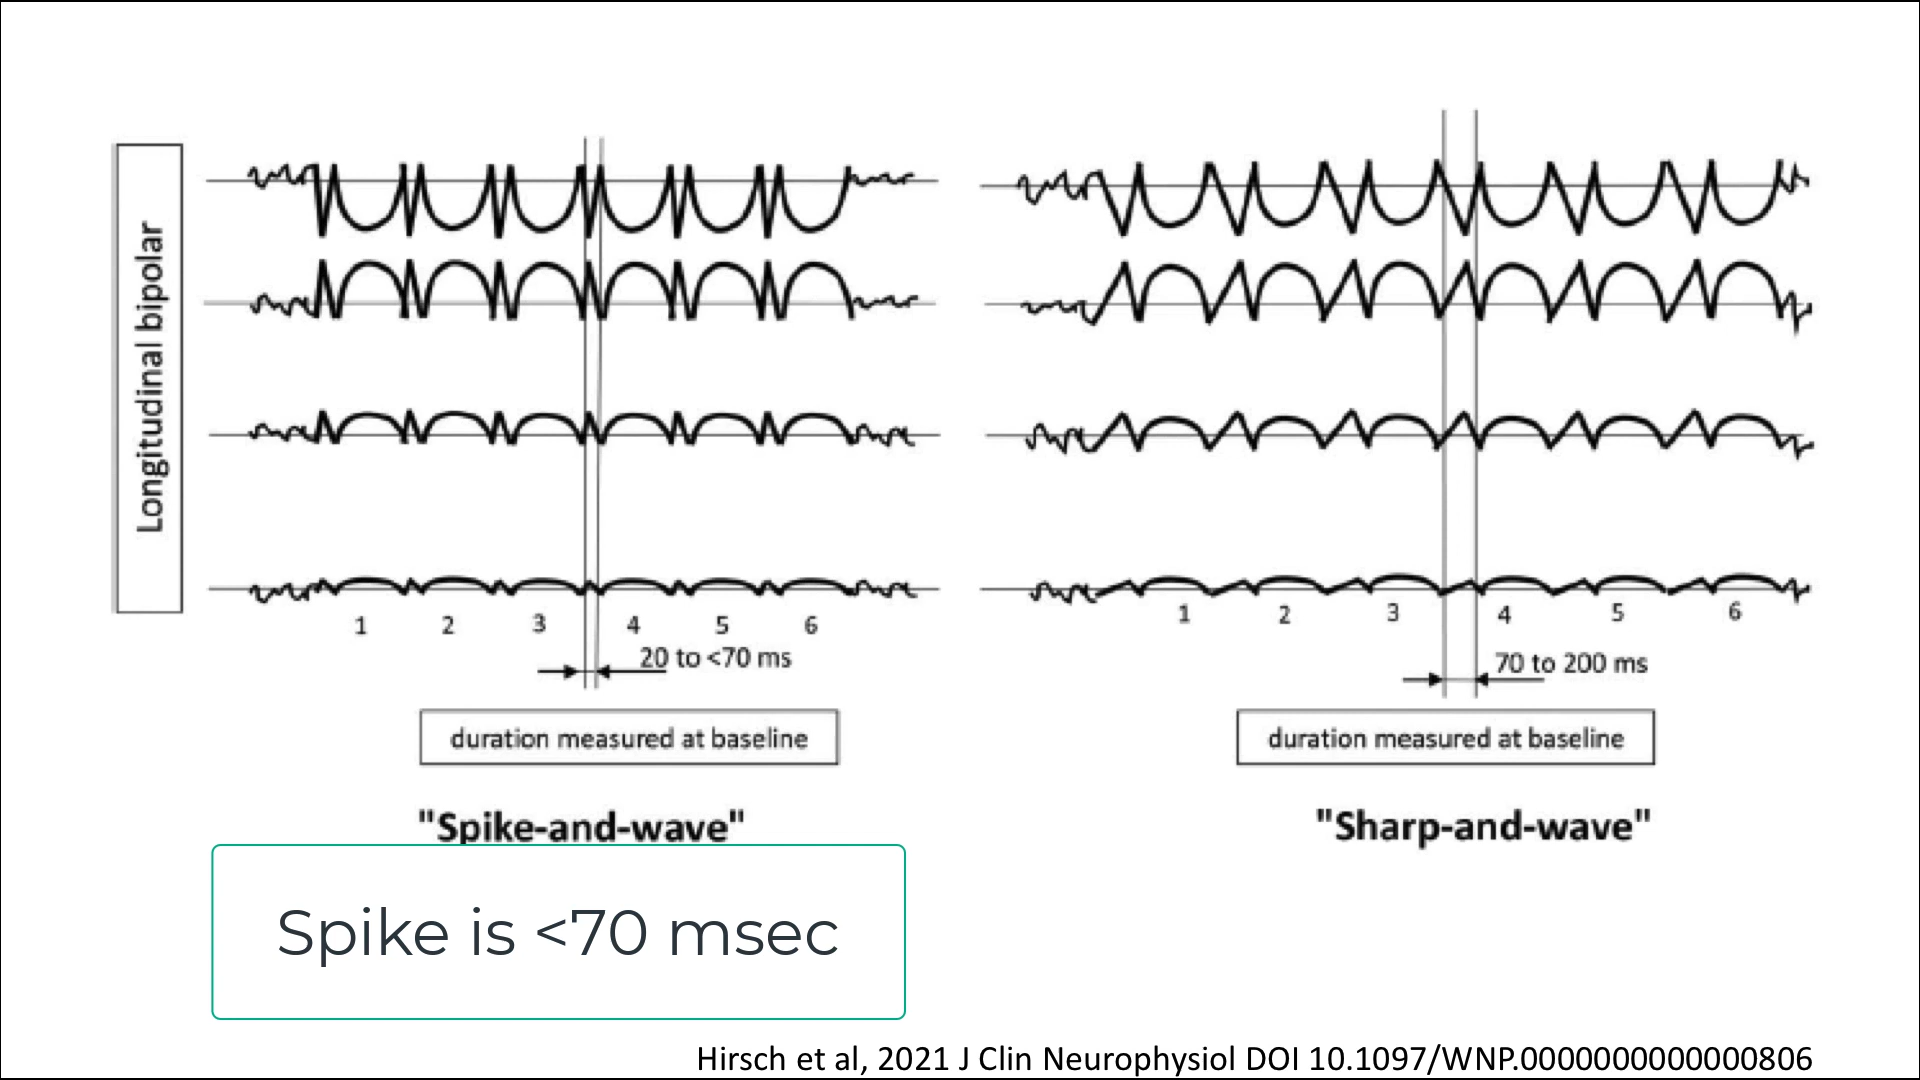 Longitudinal bipolar
1 2 3 4 5 6
20 to <70 ms
duration measured at baseline
"Spike-and-wave"
1 2 3 4 5 6
70 to 200 ms
duration measured at baseline
"Sharp-and-wave"
Spike is <70 msec
Hirsch et al, 2021 J Clin Neurophysiol DOI 10.1097/WNP.0000000000000806